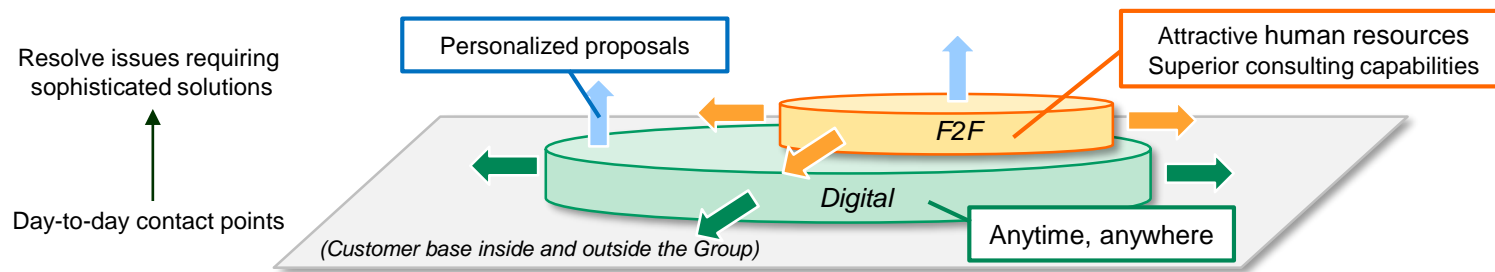 Resolve issues requiring
sophisticated solutions
Day-to-day contact points
Personalized proposals
Attractive human resources
Superior consulting capabilities
F2F
Digital
Anytime, anywhere
(Customer base inside and outside the Group)